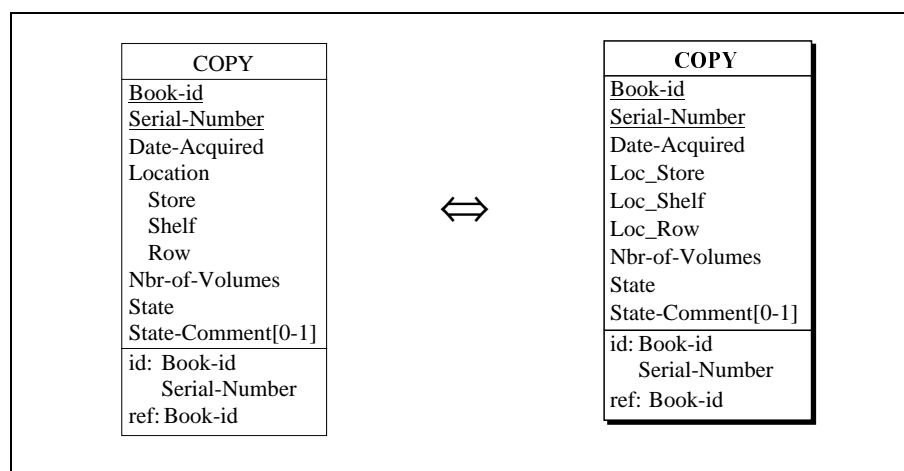 COPY
Book-id
Serial-Number
Date-Acquired
Location
Store
Shelf
Row
Nbr-of-Volumes
State
State-Comment[0-1]
id: Book-id
Serial-Number
ref: Book-id
⇔
COPY
Book-id
Serial-Number
Date-Acquired
Loc_Store
Loc_Shelf
Loc_Row
Nbr-of-Volumes
State
State-Comment[0-1]
id: Book-id
Serial-Number
ref: Book-id